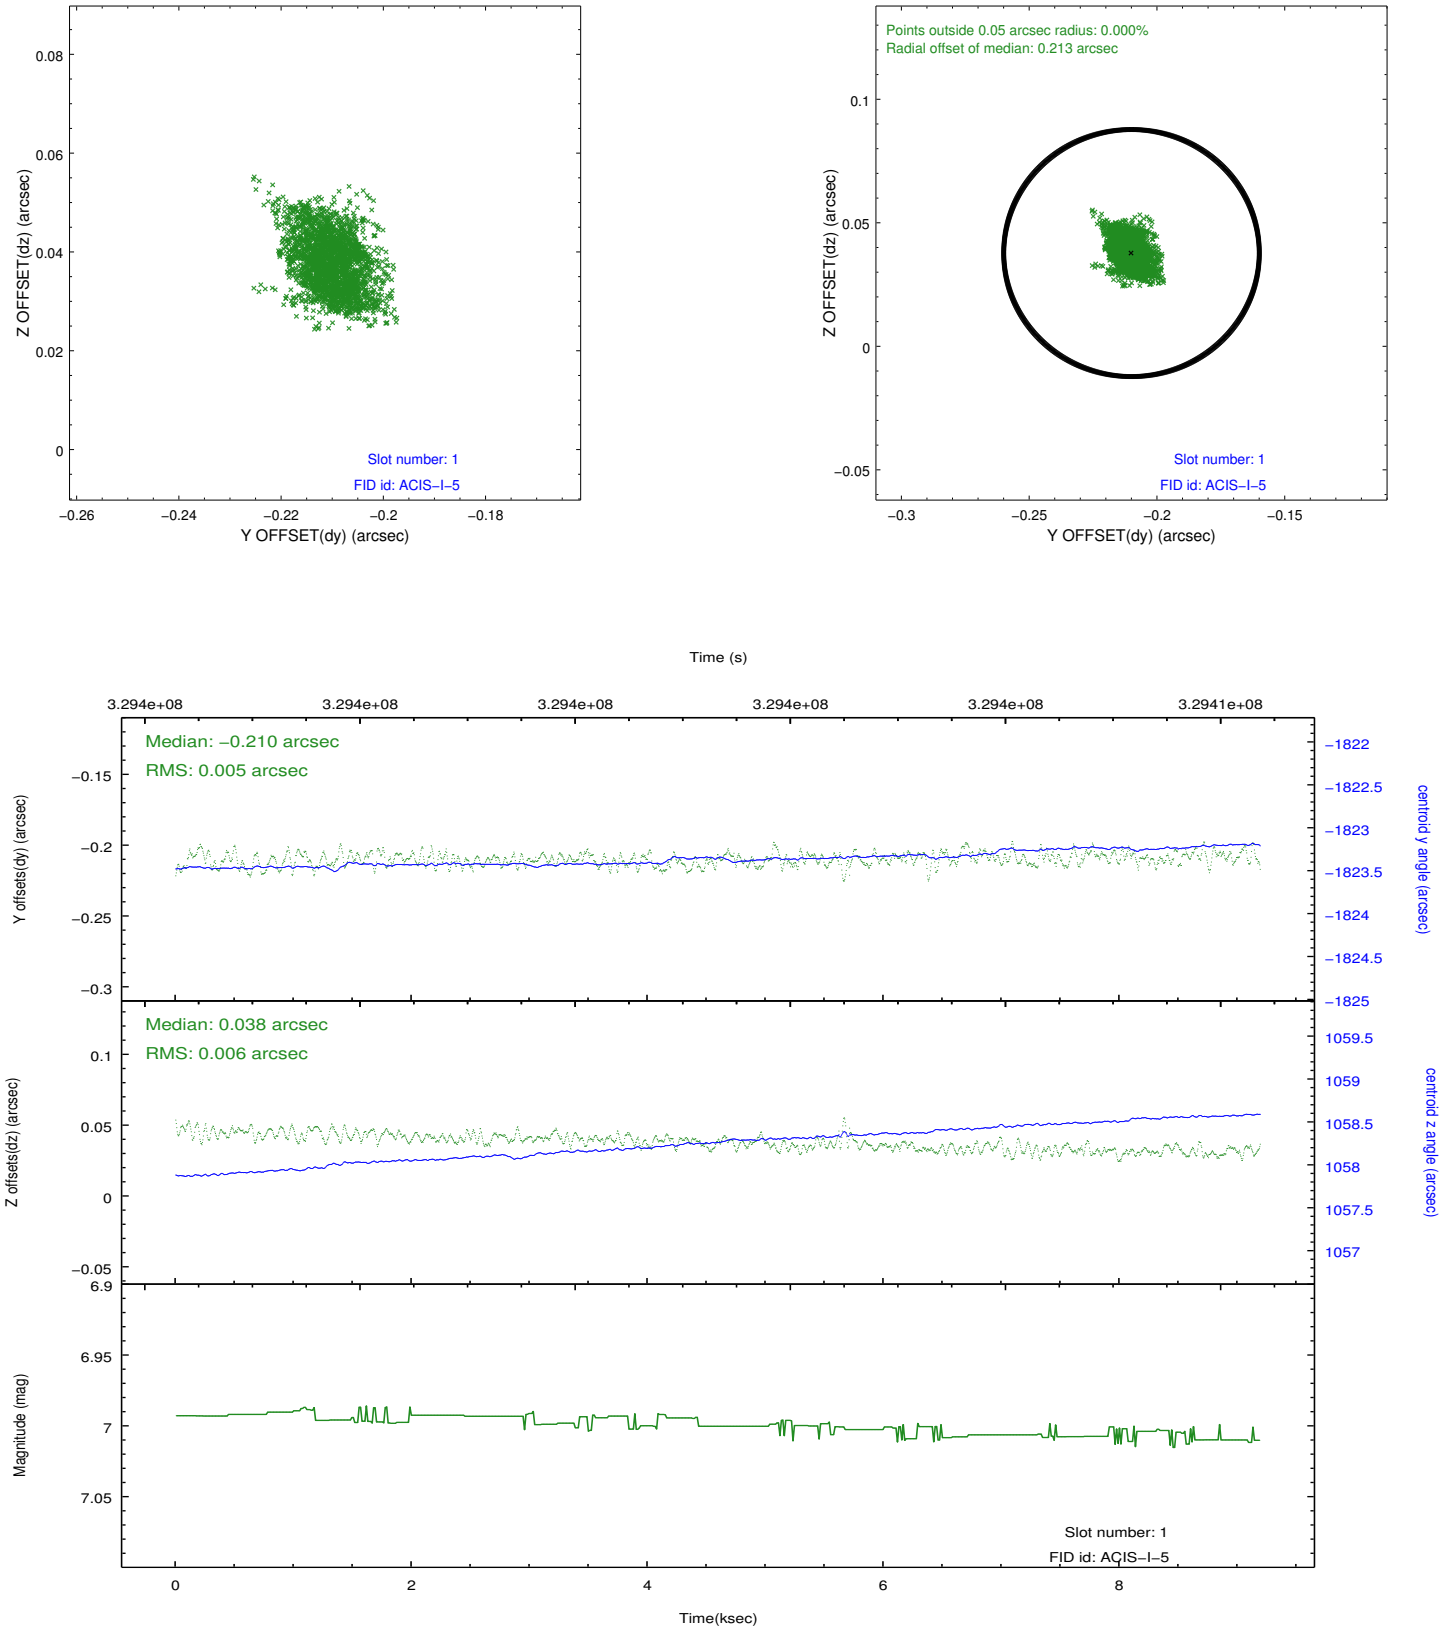 0.08
0.06
0.04
0.02
0
Z OFFSET(dz) (arcsec)
Slot number: 1
FID id: ACIS−I−5
−0.26
−0.24
−0.22
−0.2
−0.18
Y OFFSET(dy) (arcsec)
Points outside 0.05 arcsec radius: 0.000%
Radial offset of median: 0.213 arcsec
0.1
0.05
0
−0.05
Z OFFSET(dz) (arcsec)
Slot number: 1
FID id: ACIS−I−5
−0.3
−0.25
−0.2
−0.15
Y OFFSET(dy) (arcsec)
Time (s)
3.294e+08
3.294e+08
3.294e+08
3.294e+08
3.294e+08
3.2941e+08
Median: −0.210 arcsec
RMS: 0.005 arcsec
−0.15
−0.2
−0.25
−0.3
Y offsets(dy) (arcsec)
−1822
−1822.5
−1823
−1823.5
−1824
−1824.5
−1825
centroid y angle (arcsec)
Median: 0.038 arcsec
RMS: 0.006 arcsec
0.1
0.05
0
−0.05
Z offsets(dz) (arcsec)
1059.5
1059
1058.5
1058
1057.5
1057
centroid z angle (arcsec)
6.9
6.95
7
7.05
Magnitude (mag)
Slot number: 1
FID id: ACIS−I−5
0
2
4
6
8
Time(ksec)